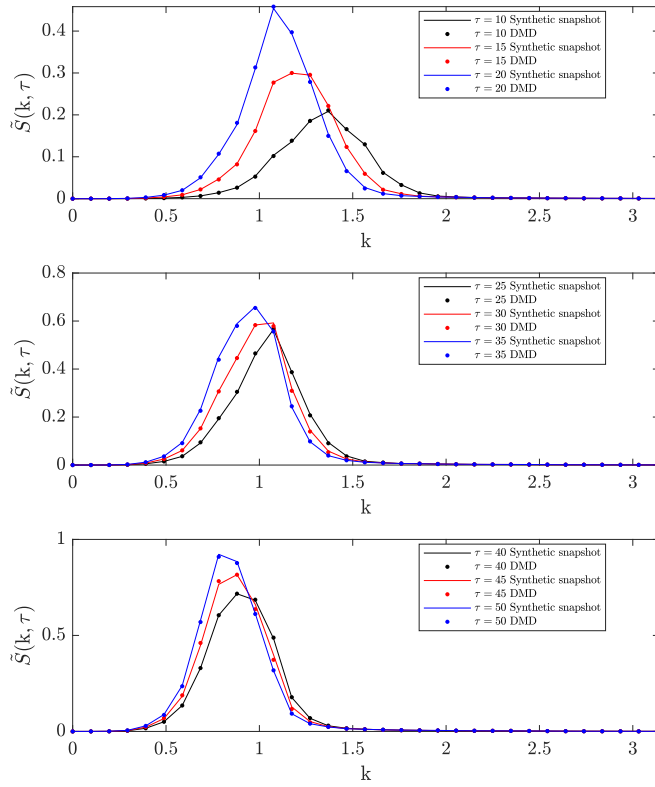 0.4
0.3
0.2
0.1
0
S̃(k, τ)
0 0.5 1 1.5 2 2.5 3
k
τ = 10 Synthetic snapshot
τ = 10 DMD
τ = 15 Synthetic snapshot
τ = 15 DMD
τ = 20 Synthetic snapshot
τ = 20 DMD
0.8
0.6
0.4
0.2
0
S̃(k, τ)
0 0.5 1 1.5 2 2.5 3
k
τ = 25 Synthetic snapshot
τ = 25 DMD
τ = 30 Synthetic snapshot
τ = 30 DMD
τ = 35 Synthetic snapshot
τ = 35 DMD
1
0.5
0
S̃(k, τ)
0 0.5 1 1.5 2 2.5 3
k
τ = 40 Synthetic snapshot
τ = 40 DMD
τ = 45 Synthetic snapshot
τ = 45 DMD
τ = 50 Synthetic snapshot
τ = 50 DMD